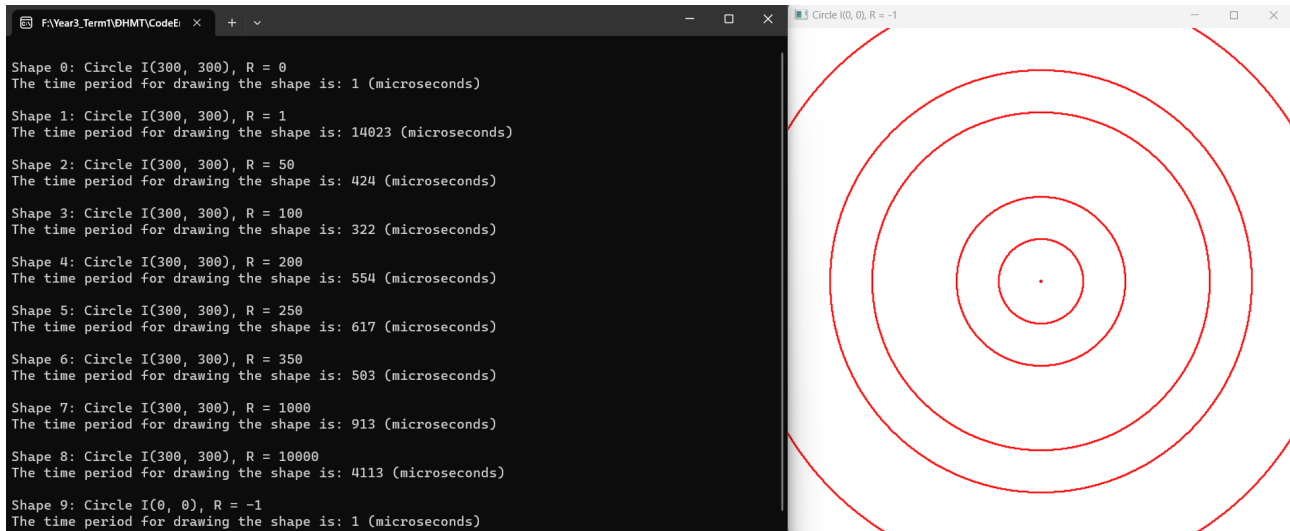 F:\Year3_Term1\ĐHMT\CodeEi
Shape 0: Circle I(300, 300), R = 0
The time period for drawing the shape is: 1 (microseconds)
Shape 1: Circle I(300, 300), R = 1
The time period for drawing the shape is: 14023 (microseconds)
Shape 2: Circle I(300, 300), R = 50
The time period for drawing the shape is: 424 (microseconds)
Shape 3: Circle I(300, 300), R = 100
The time period for drawing the shape is: 322 (microseconds)
Shape 4: Circle I(300, 300), R = 200
The time period for drawing the shape is: 554 (microseconds)
Shape 5: Circle I(300, 300), R = 250
The time period for drawing the shape is: 617 (microseconds)
Shape 6: Circle I(300, 300), R = 350
The time period for drawing the shape is: 503 (microseconds)
Shape 7: Circle I(300, 300), R = 1000
The time period for drawing the shape is: 913 (microseconds)
Shape 8: Circle I(300, 300), R = 10000
The time period for drawing the shape is: 4113 (microseconds)
Shape 9: Circle I(0, 0), R = -1
The time period for drawing the shape is: 1 (microseconds)
Circle I(0, 0), R = -1